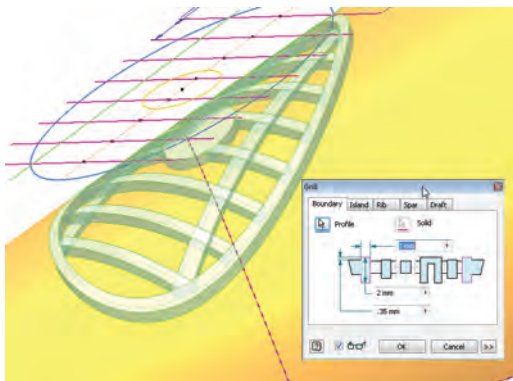 Grill
Boundary Island Rib Spar Draft
Profile Solid
2 mm
.35 mm
OK Cancel >>